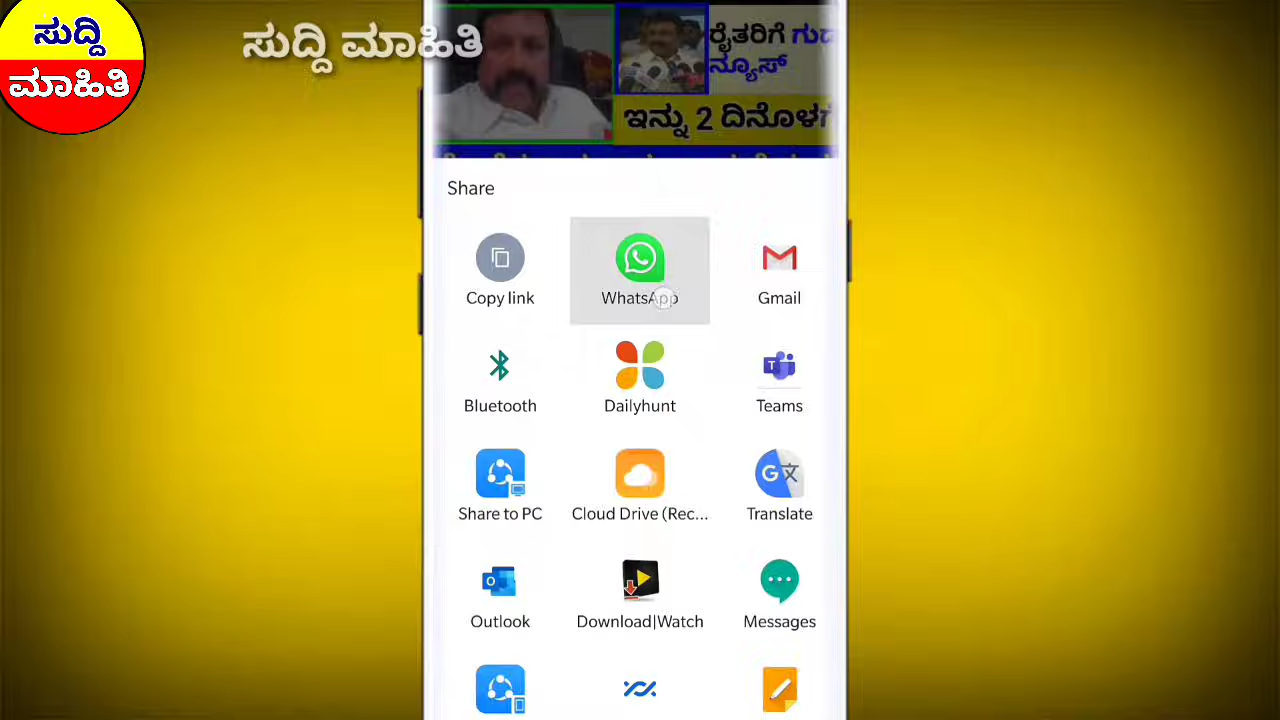 ಸುದ್ದಿ
ಮಾಹಿತಿ
ಸುದ್ದಿ ಮಾಹಿತಿ
ರೈತರಿಗೆ
ನ್ಯೂಸ್
ಇನ್ನು 2
Share
Copy link
WhatsApp
Gmail
Bluetooth
Dailyhunt
Teams
Share to PC
Cloud Drive (Rec...
Translate
Outlook
Download|Watch
Messages